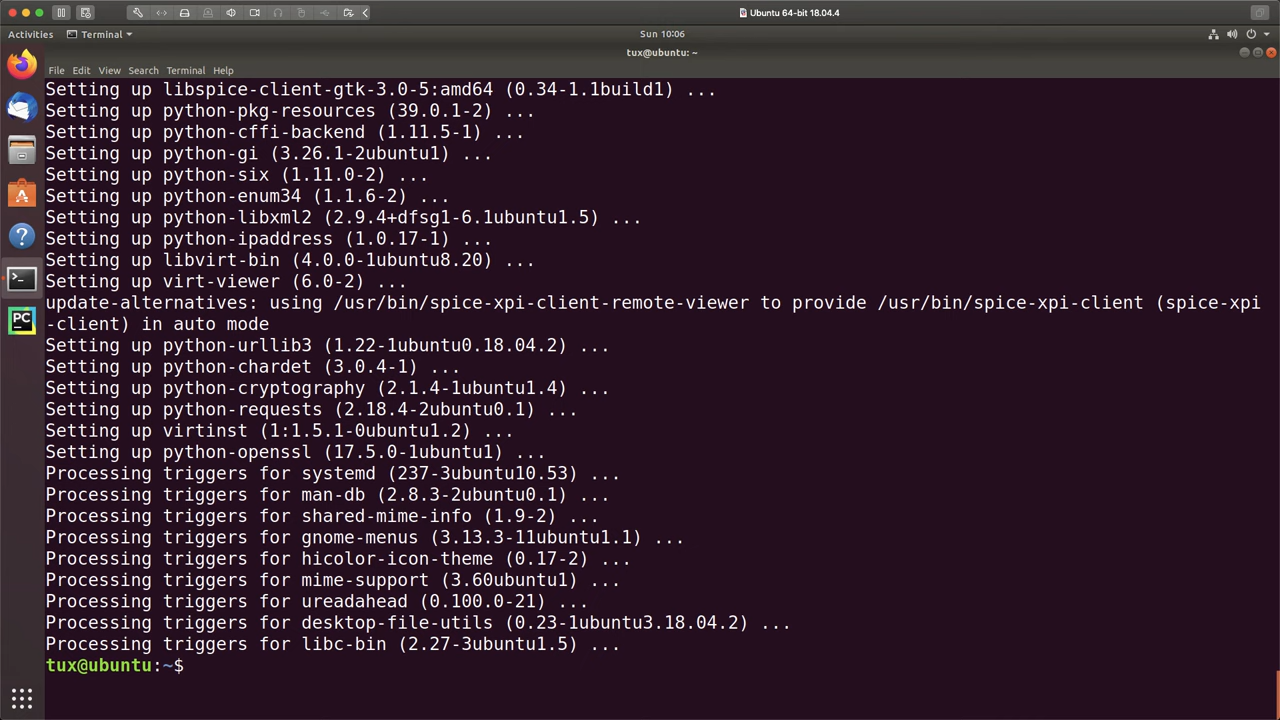 Ubuntu 64-bit 18.04.4
Activities
Terminal
Sun 10:06
tux@ubuntu: ~
File Edit View Search Terminal Help
Setting up libspice-client-gtk-3.0-5:amd64 (0.34-1.1build1) ...
Setting up python-pkg-resources (39.0.1-2) ...
Setting up python-cffi-backend (1.11.5-1) ...
Setting up python-gi (3.26.1-2ubuntu1) ...
Setting up python-six (1.11.0-2) ...
Setting up python-enum34 (1.1.6-2) ...
Setting up python-libxml2 (2.9.4+dfsg1-6.1ubuntu1.5) ...
Setting up python-ipaddress (1.0.17-1) ...
Setting up libvirt-bin (4.0.0-1ubuntu8.20) ...
Setting up virt-viewer (6.0-2) ...
update-alternatives: using /usr/bin/spice-xpi-client-remote-viewer to provide /usr/bin/spice-xpi-client (spice-xpi
-client) in auto mode
Setting up python-urllib3 (1.22-1ubuntu0.18.04.2) ...
Setting up python-chardet (3.0.4-1) ...
Setting up python-cryptography (2.1.4-1ubuntu1.4) ...
Setting up python-requests (2.18.4-2ubuntu0.1) ...
Setting up virtinst (1:1.5.1-0ubuntu1.2) ...
Setting up python-openssl (17.5.0-1ubuntu1) ...
Processing triggers for systemd (237-3ubuntu10.53) ...
Processing triggers for man-db (2.8.3-2ubuntu0.1) ...
Processing triggers for shared-mime-info (1.9-2) ...
Processing triggers for gnome-menus (3.13.3-11ubuntu1.1) ...
Processing triggers for hicolor-icon-theme (0.17-2) ...
Processing triggers for mime-support (3.60ubuntu1) ...
Processing triggers for ureadahead (0.100.0-21) ...
Processing triggers for desktop-file-utils (0.23-1ubuntu3.18.04.2) ...
Processing triggers for libc-bin (2.27-3ubuntu1.5) ...
tux@ubuntu:~$
PC